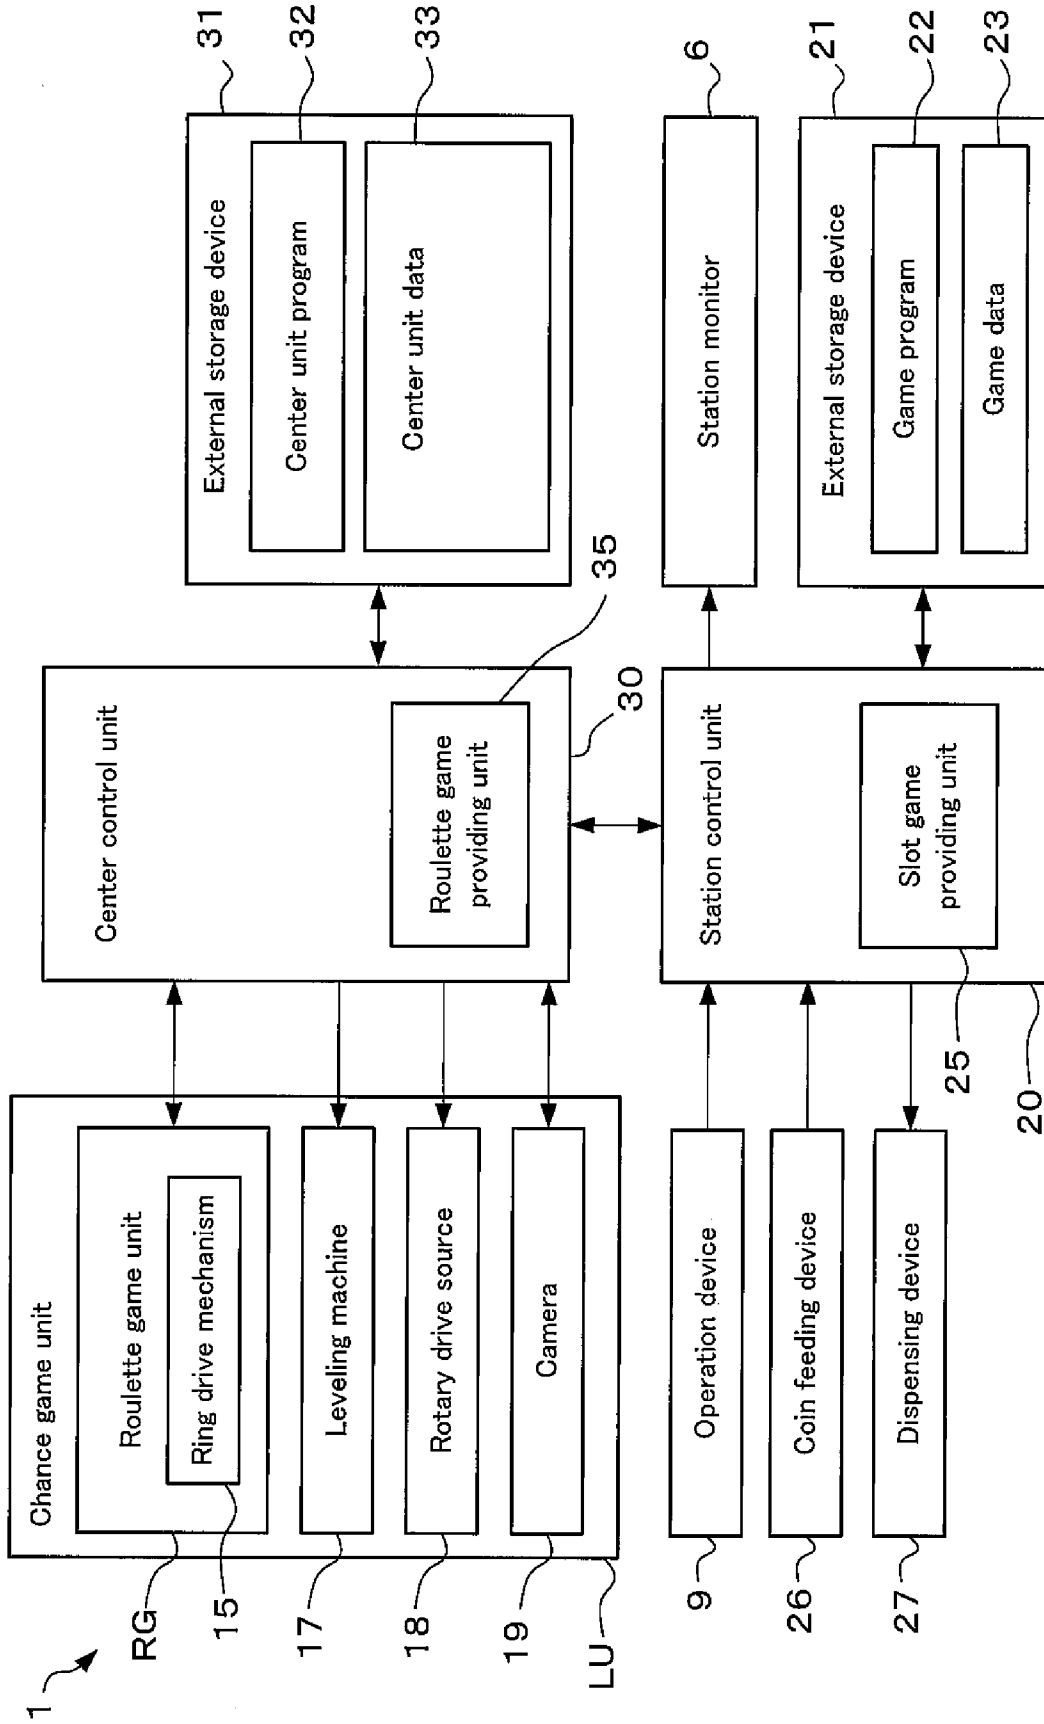 1
Chance game unit
Roulette game unit
Ring drive mechanism
Leveling machine
Rotary drive source
Camera
RG
15
17
18
19
LU
Center control unit
Roulette game
providing unit
35
30
External storage device
Center unit program
Center unit data
31
32
33
Operation device
Coin feeding device
Dispensing device
9
26
27
Station control unit
Slot game
providing unit
25
20
Station monitor
6
External storage device
Game program
Game data
21
22
23